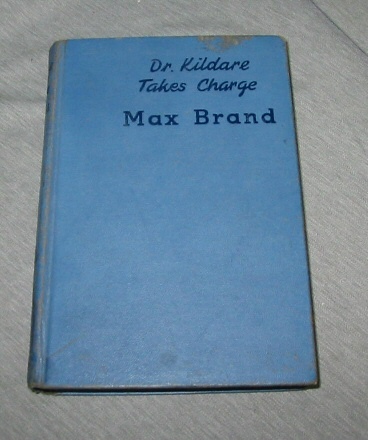 Dr. Kildare
Takes Charge
Max Brand